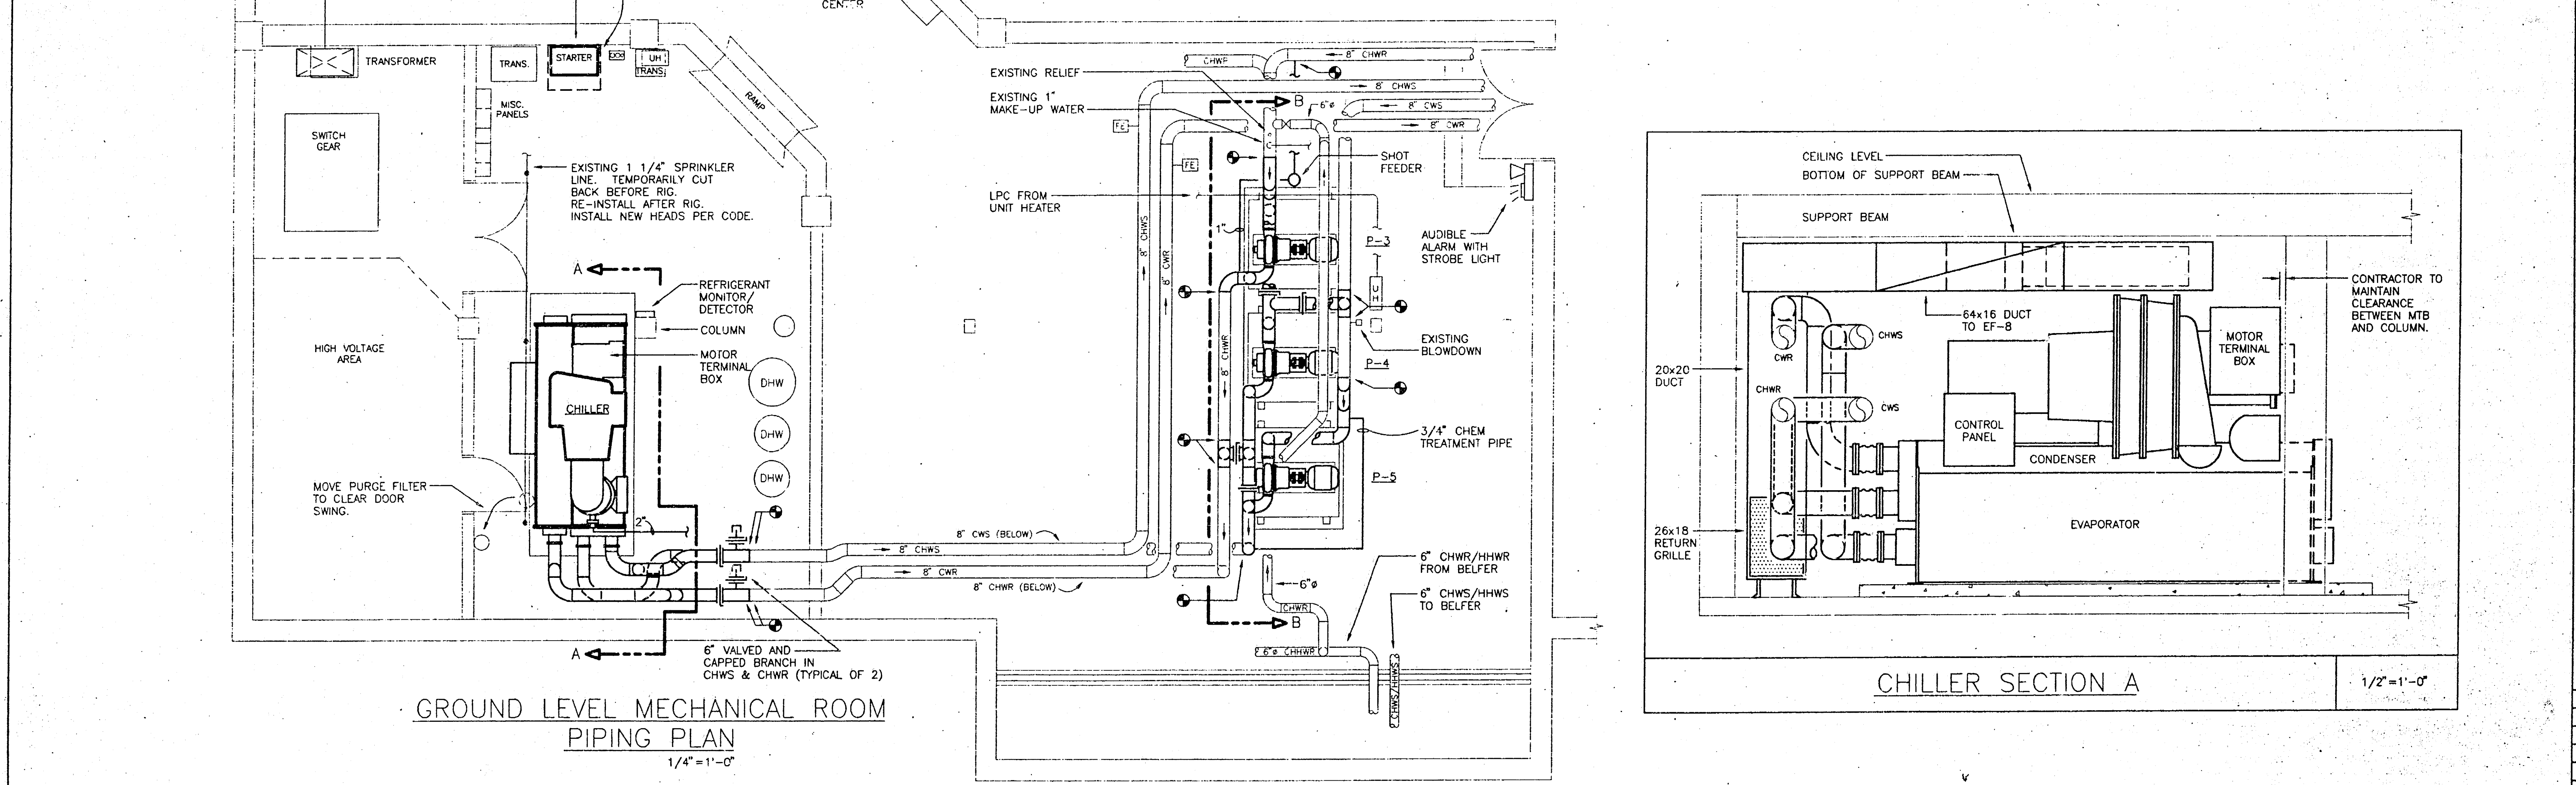 CENTER
TRANSFORMER
TRANS.
STARTER
UH
TRANS.
MISC.
PANELS
RAMP
SWITCH
GEAR
EXISTING 1 1/4" SPRINKLER
LINE. TEMPORARILY CUT
BACK BEFORE RIG.
RE-INSTALL AFTER RIG.
INSTALL NEW HEADS PER CODE.
A
REFRIGERANT
MONITOR/
DETECTOR
COLUMN
MOTOR
TERMINAL
BOX
HIGH VOLTAGE
AREA
CHILLER
DHW
DHW
DHW
MOVE PURGE FILTER
TO CLEAR DOOR
SWING.
2"
A
6" VALVED AND
CAPPED BRANCH IN
CHWS & CHWR (TYPICAL OF 2)
8" CHWS
8" CWR
8" CWS (BELOW)
8" CHWR (BELOW)
GROUND LEVEL MECHANICAL ROOM
PIPING PLAN
1/4"=1'-0"
EXISTING RELIEF
EXISTING 1"
MAKE-UP WATER
FE
FE
LPC FROM
UNIT HEATER
CHWR
8" CHWR
8" CHWS
B
6"ø
8" CWS
8" CWR
SHOT
FEEDER
8" CHWS
8" CWR
1"
P-3
AUDIBLE
ALARM WITH
STROBE LIGHT
UH
8" CHWR
EXISTING
BLOWDOWN
P-4
3/4" CHEM
TREATMENT PIPE
P-5
6" CHWR/HHWR
FROM BELFER
6"ø
6" CHWS/HHWS
TO BELFER
CHWR
B
6"ø CHHWR
CHWS/HHWS
CEILING LEVEL
BOTTOM OF SUPPORT BEAM
SUPPORT BEAM
CONTRACTOR TO
MAINTAIN
CLEARANCE
BETWEEN MTB
AND COLUMN.
64x16 DUCT
TO EF-8
CWR
CHWS
MOTOR
TERMINAL
BOX
20x20
DUCT
CHWR
CWS
CONTROL
PANEL
CONDENSER
EVAPORATOR
26x18
RETURN
GRILLE
CHILLER SECTION A
1/2"=1'-0"